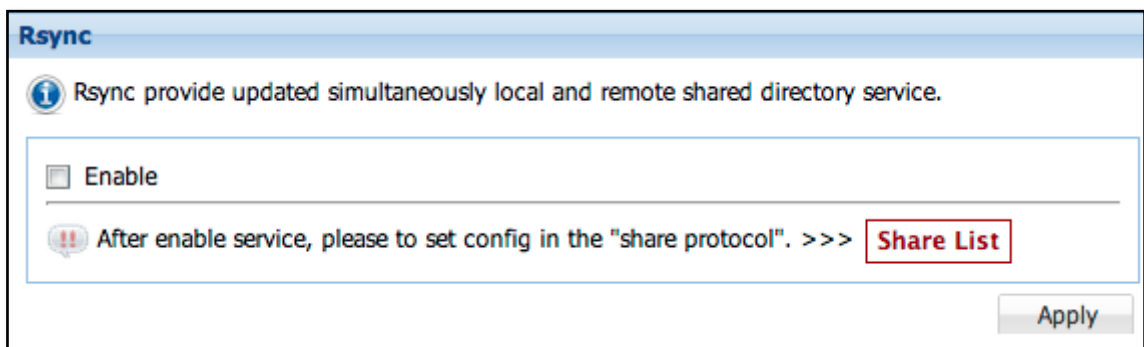 Rsync
Rsync provide updated simultaneously local and remote shared directory service.
Enable
After enable service, please to set config in the "share protocol". >>> Share List
Apply